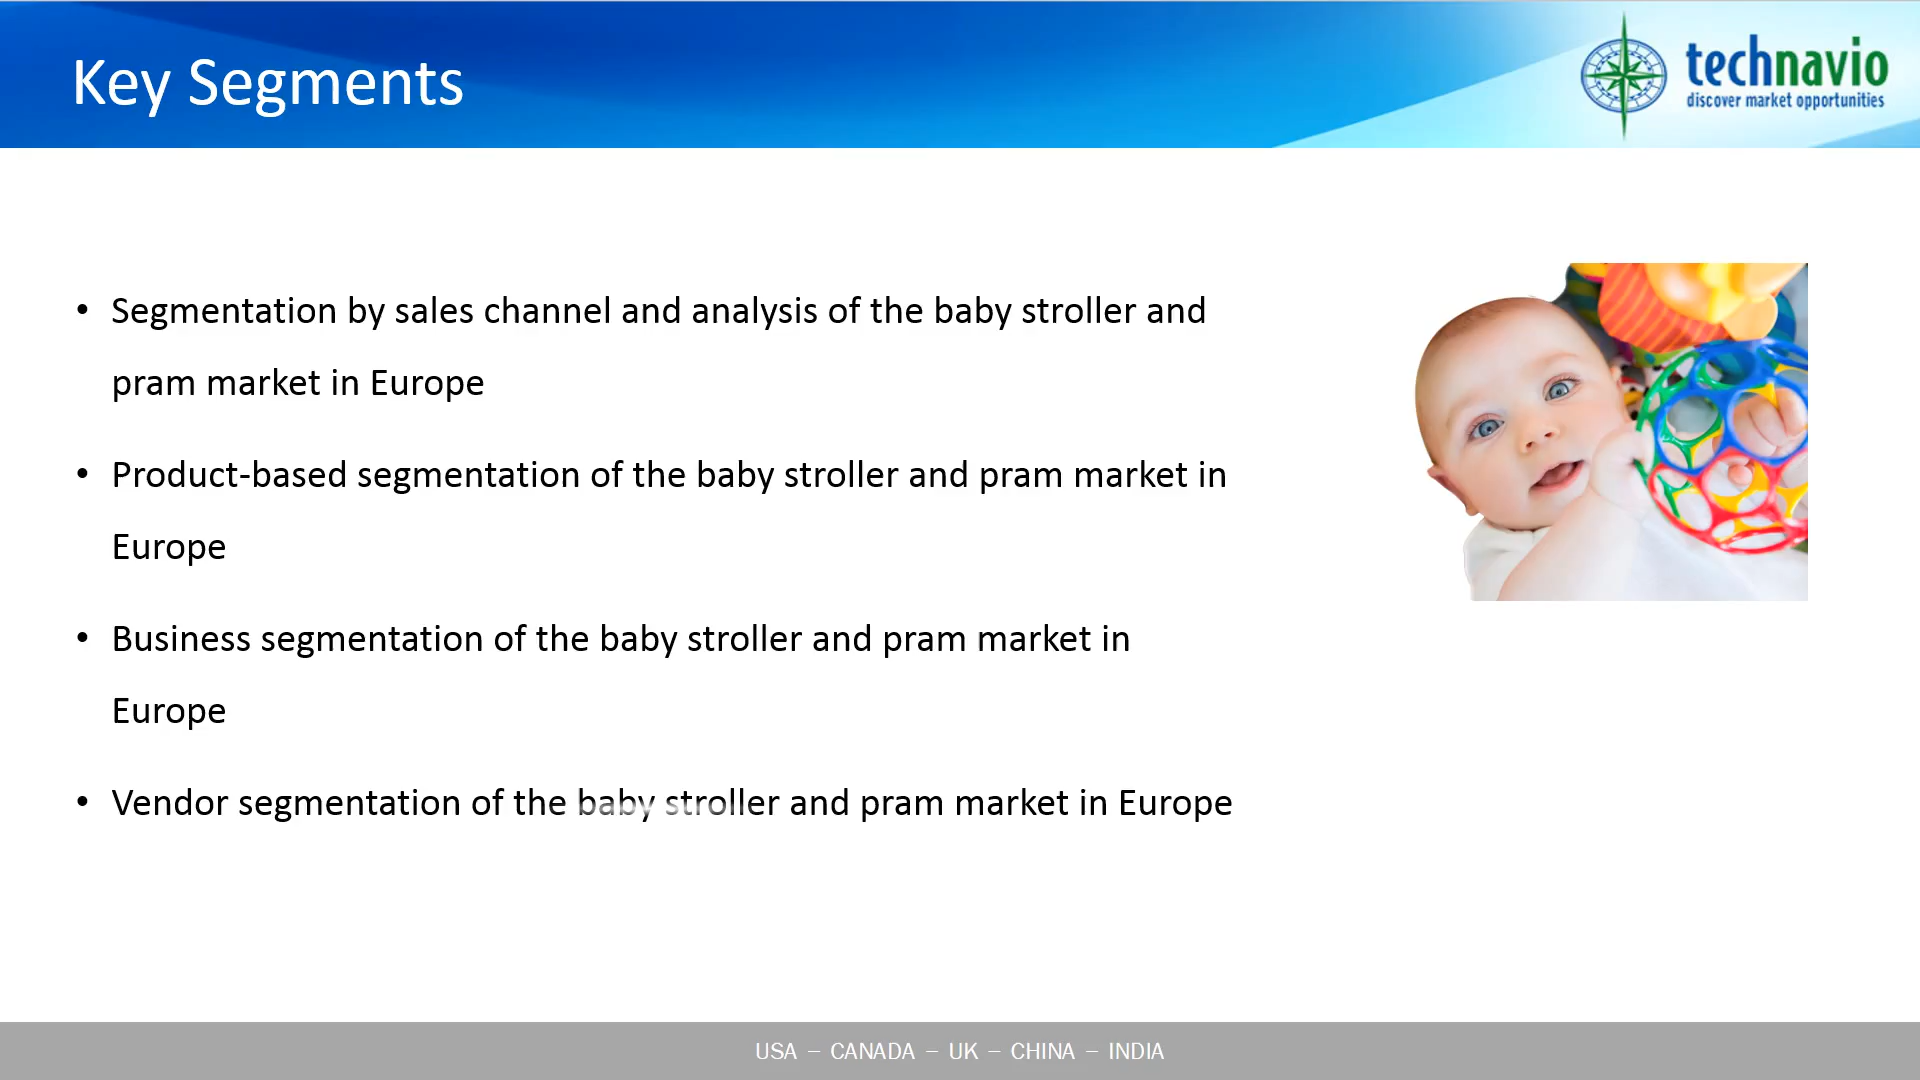 Key Segments
technavio
discover market opportunities
• Segmentation by sales channel and analysis of the baby stroller and
pram market in Europe
• Product-based segmentation of the baby stroller and pram market in
Europe
• Business segmentation of the baby stroller and pram market in
Europe
• Vendor segmentation of the baby stroller and pram market in Europe
USA – CANADA – UK – CHINA – INDIA